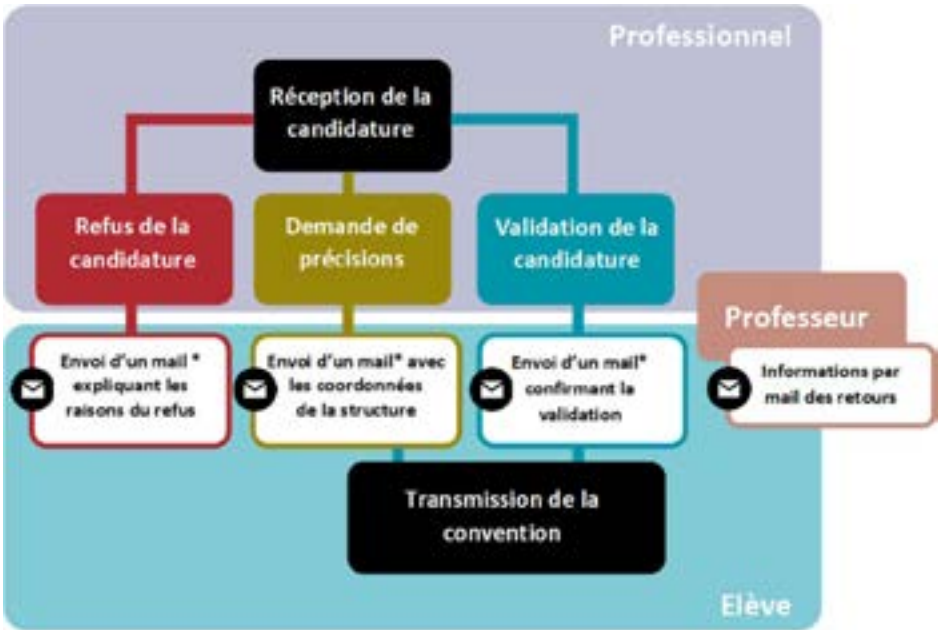 Professionnel
Réception de la
candidature
Refus de la
candidature
Demande de
précisions
Validation de la
candidature
Professeur
Envoi d'un mail *
expliquant les
raisons du refus
Envoi d'un mail* avec
les coordonnées
de la structure
Envoi d'un mail*
confirmant la
validation
Informations par
mail des retours
Transmission de la
convention
Elève